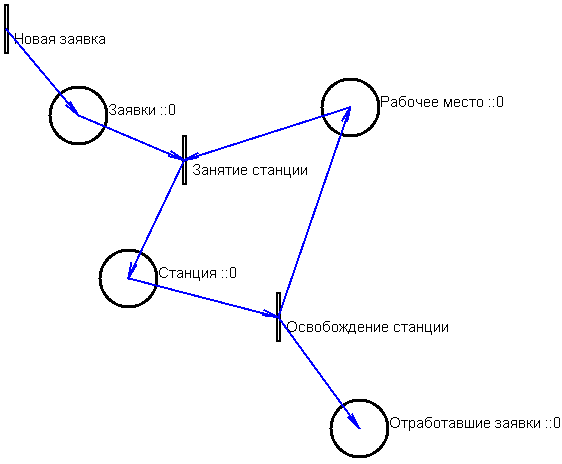 Новая заявка
Заявки ::0
Рабочее место ::0
Занятие станции
Станция ::0
Освобождение станции
Отработавшие заявки ::0